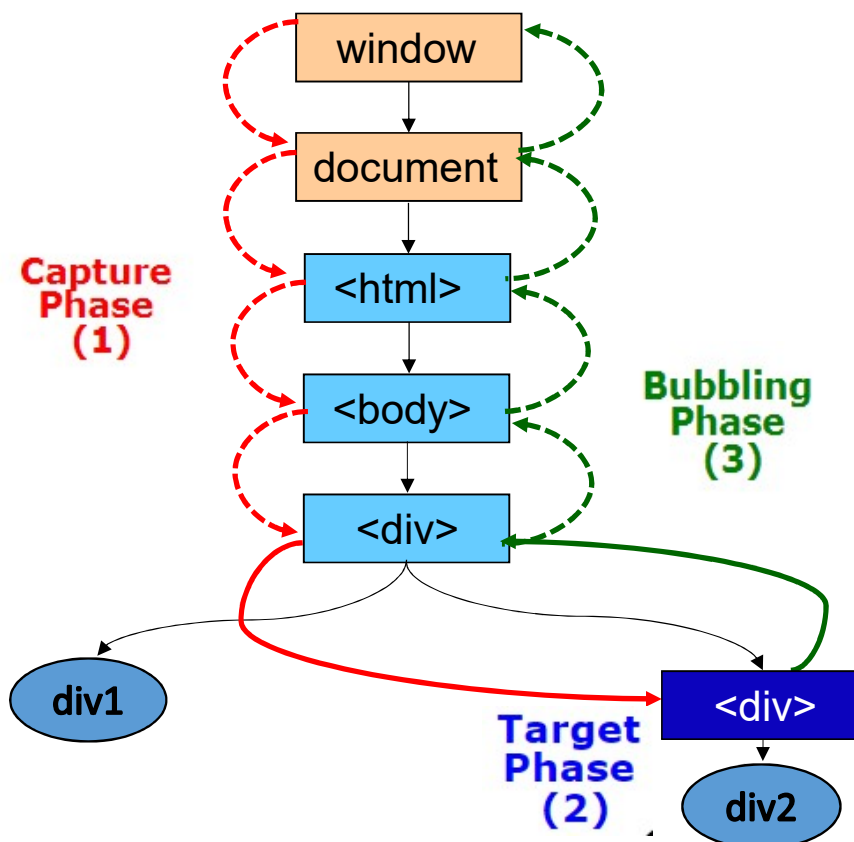 window
document
Capture
Phase
(1)
<html>
<body>
Bubbling
Phase
(3)
<div>
div1
<div>
Target
Phase
(2)
div2